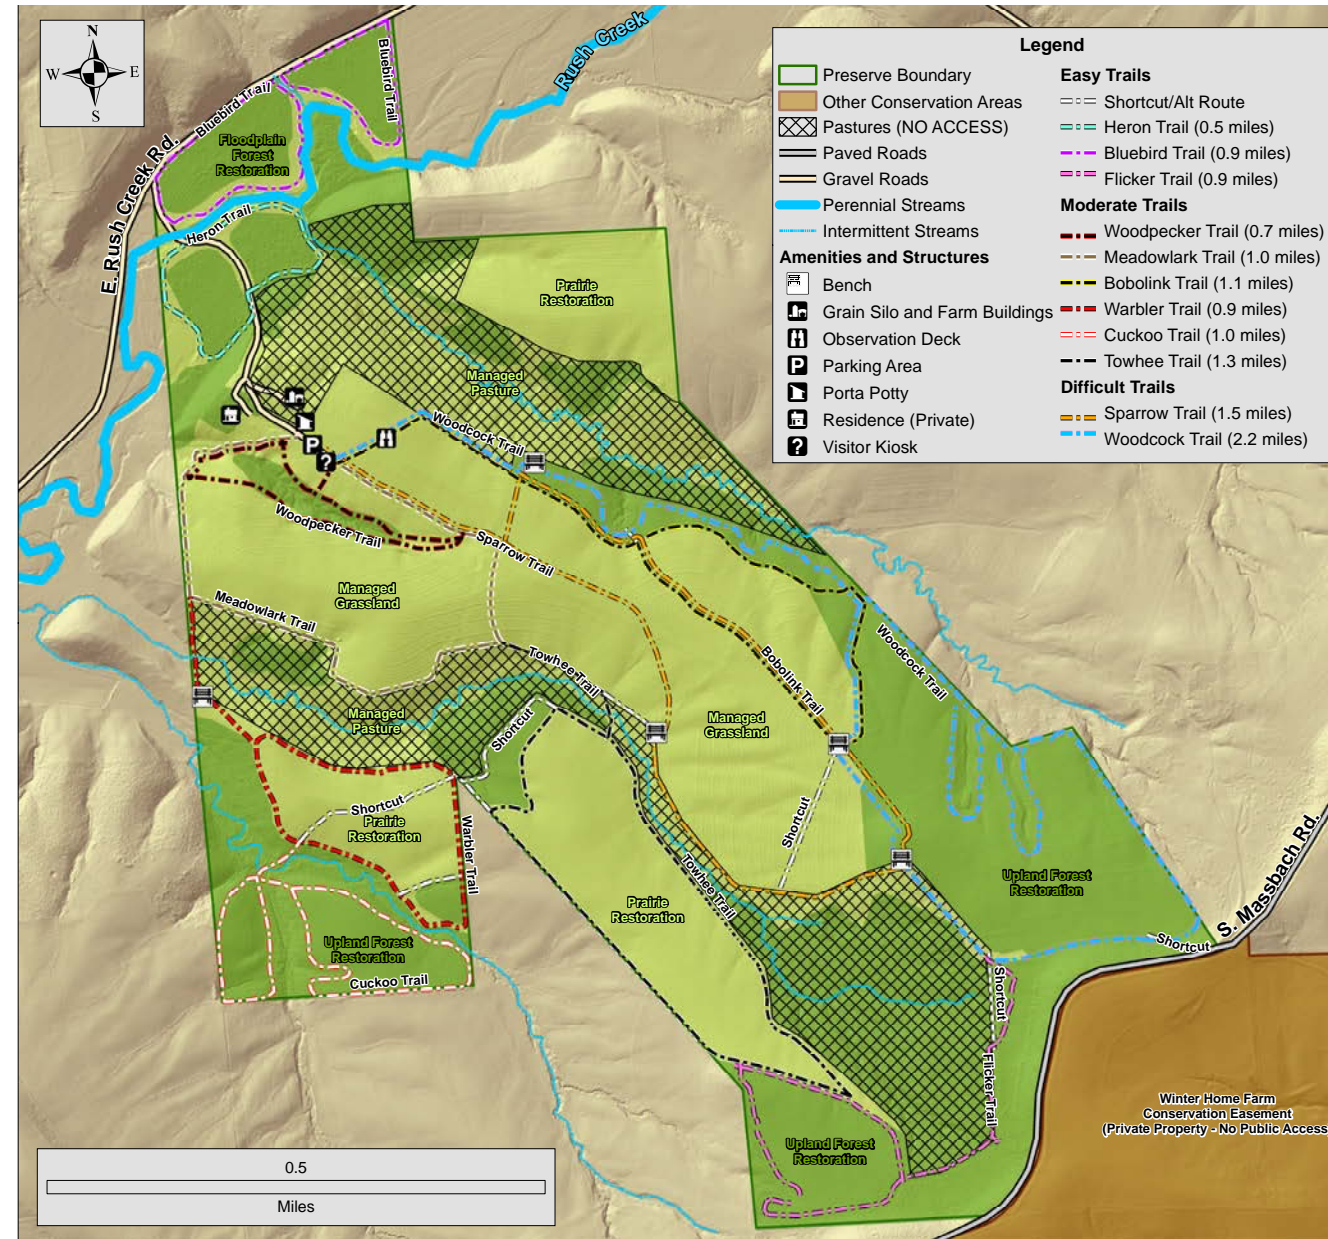 N
W
E
S
Rush Creek
Bluebird Trail
Bluebird Trail
E. Rush Creek Rd.
Floodplain
Forest
Restoration
Heron Trail
Prairie
Restoration
Managed
Pasture
Woodcock Trail
P
?
Woodpecker Trail
Sparrow Trail
Managed
Grassland
Meadowlark Trail
Towhee Trail
Woodcock Trail
Bobolink Trail
Managed
Pasture
Shortcut
Managed
Grassland
Shortcut
Prairie
Restoration
Warbler Trail
Shortcut
Towhee Trail
Prairie
Restoration
Upland Forest
Restoration
S. Massbach Rd.
Shortcut
Upland Forest
Restoration
Cuckoo Trail
Shortcut
Flicker Trail
Upland Forest
Restoration
Winter Home Farm
Conservation Easement
(Private Property - No Public Access
0.5
Miles
Legend
Preserve Boundary
Other Conservation Areas
Pastures (NO ACCESS)
Paved Roads
Gravel Roads
Perennial Streams
Intermittent Streams
Amenities and Structures
Bench
Grain Silo and Farm Buildings
Observation Deck
P Parking Area
Porta Potty
Residence (Private)
? Visitor Kiosk
Easy Trails
Shortcut/Alt Route
Heron Trail (0.5 miles)
Bluebird Trail (0.9 miles)
Flicker Trail (0.9 miles)
Moderate Trails
Woodpecker Trail (0.7 miles)
Meadowlark Trail (1.0 miles)
Bobolink Trail (1.1 miles)
Warbler Trail (0.9 miles)
Cuckoo Trail (1.0 miles)
Towhee Trail (1.3 miles)
Difficult Trails
Sparrow Trail (1.5 miles)
Woodcock Trail (2.2 miles)